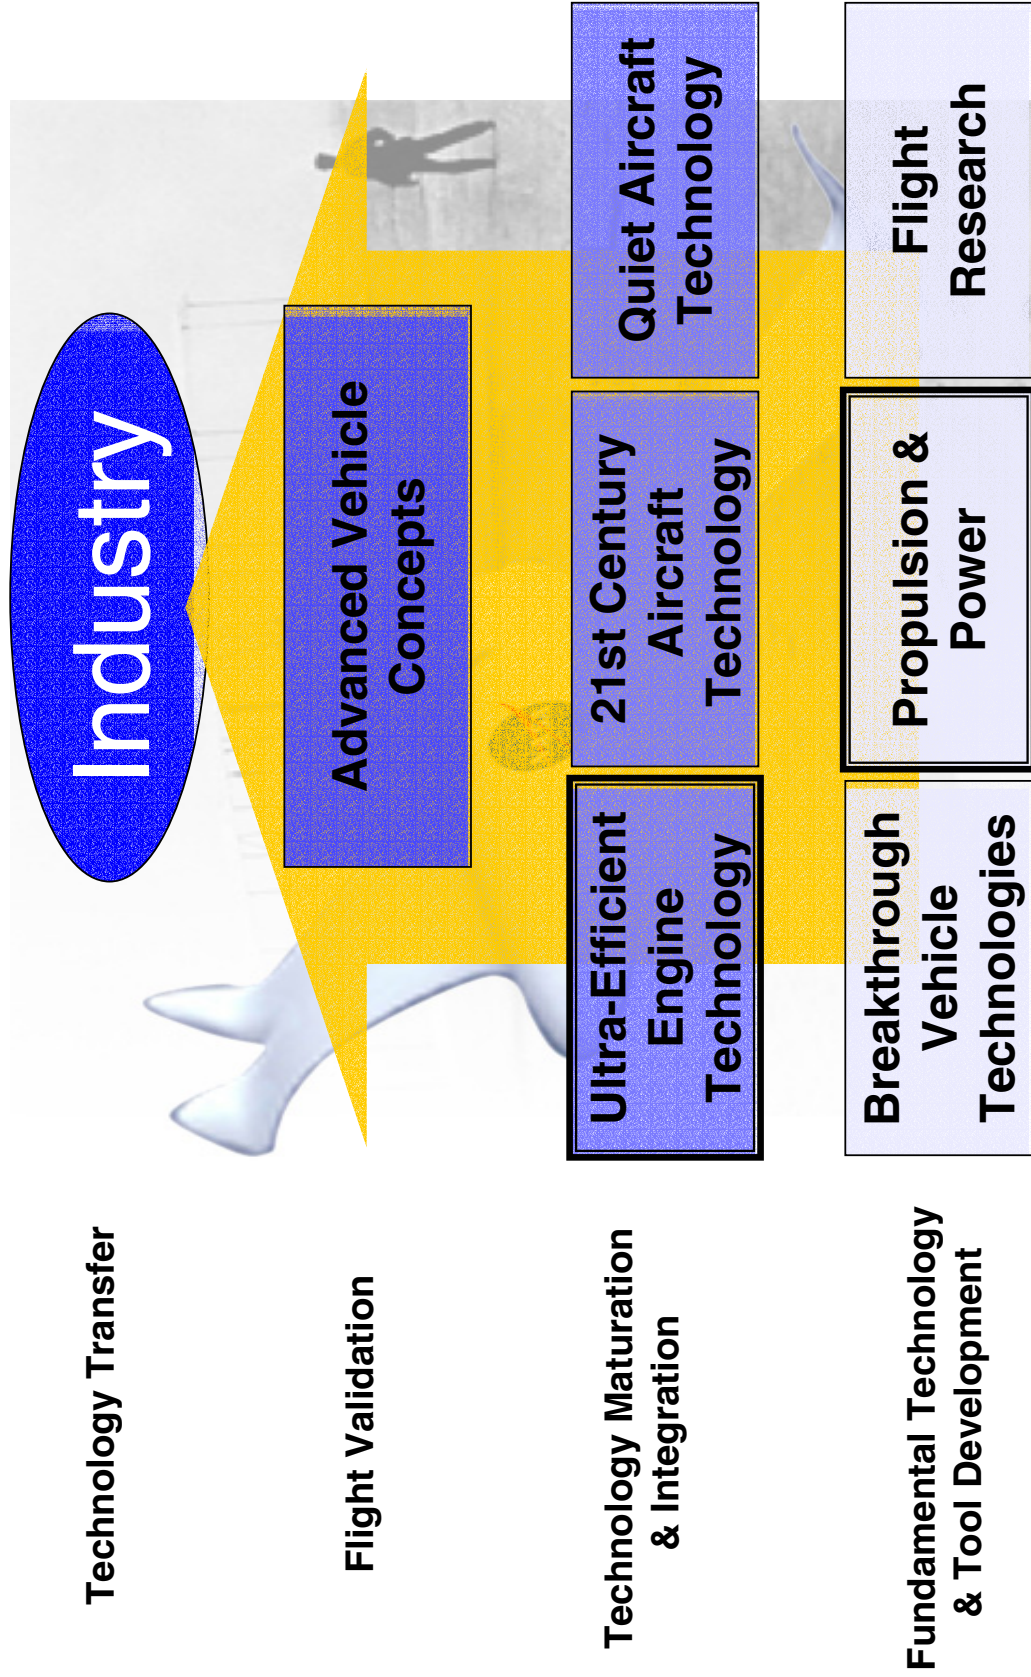 Technology Transfer
Industry
Flight Validation
Advanced Vehicle
Concepts
Technology Maturation
& Integration
Ultra-Efficient
Engine
Technology
21st Century
Aircraft
Technology
Quiet Aircraft
Technology
Fundamental Technology
& Tool Development
Breakthrough
Vehicle
Technologies
Propulsion &
Power
Flight
Research